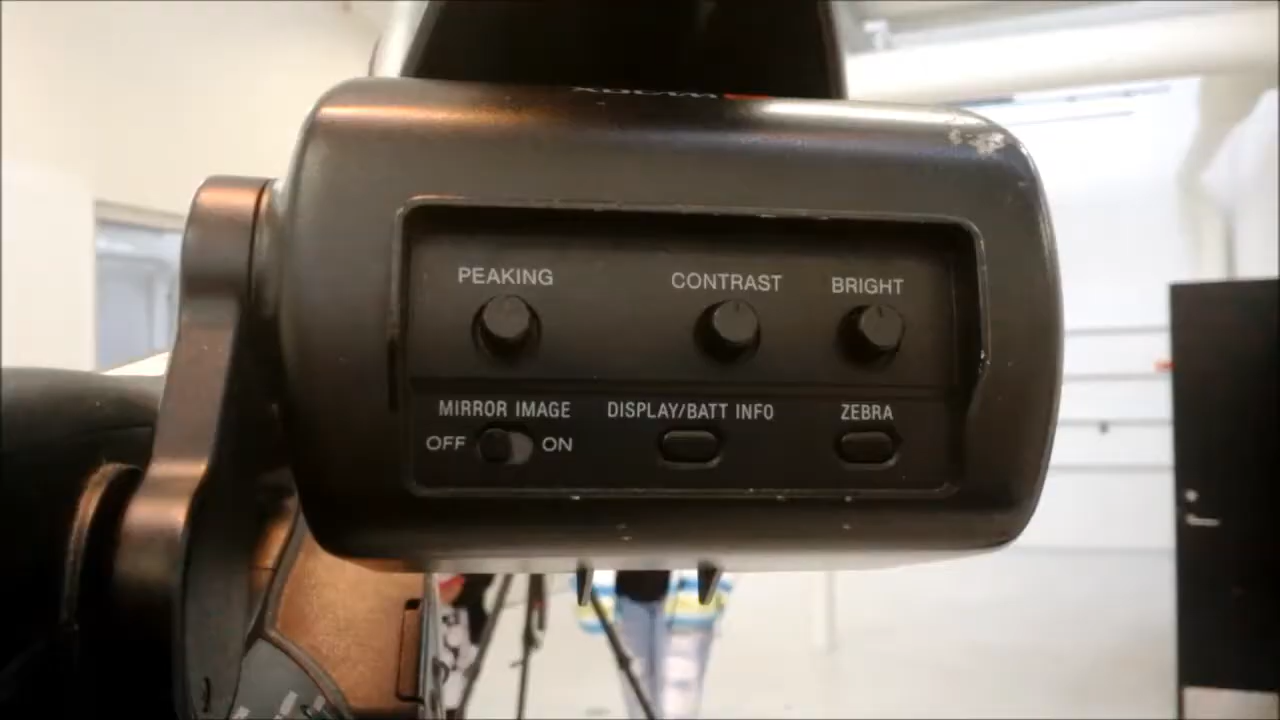 PEAKING CONTRAST BRIGHT
MIRROR IMAGE DISPLAY/BATT INFO ZEBRA
OFF ON